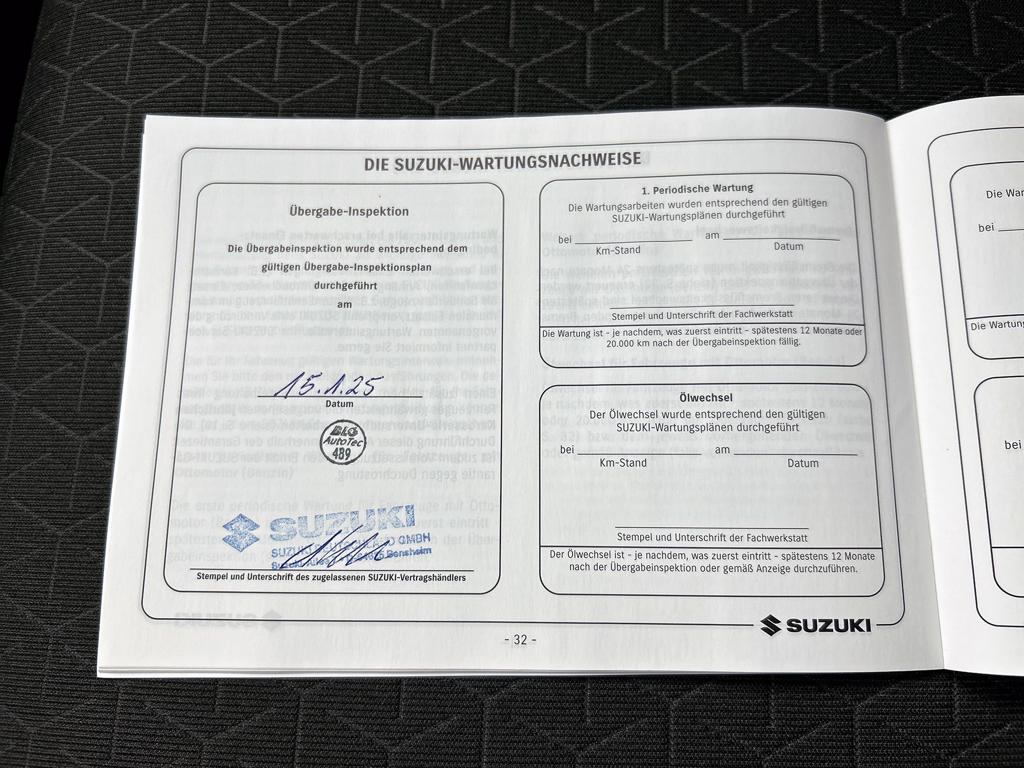 DIE SUZUKI-WARTUNGSNACHWEISE
Übergabe-Inspektion
Die Übergabeinspektion wurde entsprechend dem
gültigen Übergabe-Inspektionsplan
durchgeführt
am
15.1.25
Datum
BLG
AutoTec
489
SUZUKI
SUZUKI GMBH
Bensheim
Stempel und Unterschrift des zugelassenen SUZUKI-Vertragshändlers
1. Periodische Wartung
Die Wartungsarbeiten wurden entsprechend den gültigen
SUZUKI-Wartungsplänen durchgeführt
bei am
Km-Stand Datum
Stempel und Unterschrift der Fachwerkstatt
Die Wartung ist - je nachdem, was zuerst eintritt - spätestens 12 Monate oder
20.000 km nach der Übergabeinspektion fällig.
Ölwechsel
Der Ölwechsel wurde entsprechend den gültigen
SUZUKI-Wartungsplänen durchgeführt
bei am
Km-Stand Datum
Stempel und Unterschrift der Fachwerkstatt
Der Ölwechsel ist - je nachdem, was zuerst eintritt - spätestens 12 Monate
nach der Übergabeinspektion oder gemäß Anzeige durchzuführen.
SUZUKI
- 32 -
Die War
bei
Die Wartung
bei